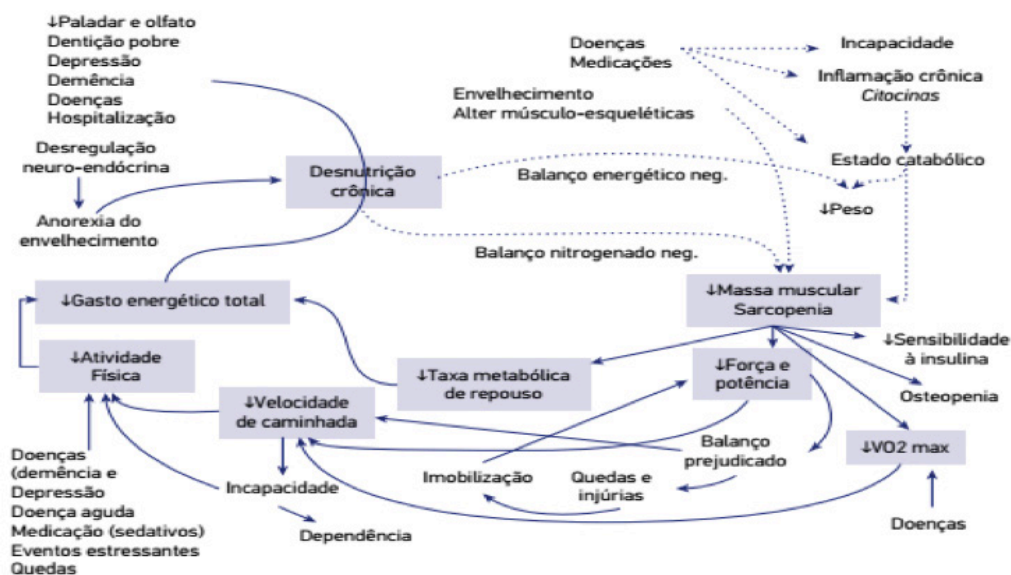 ↓Paladar e olfato
Dentição pobre
Depressão
Demência
Doenças
Hospitalização
Desregulação
neuro-endócrina
Anorexia do
envelhecimento
Desnutrição
crônica
Doenças
Medicações
Incapacidade
Inflamação crônica
Citocinas
Envelhecimento
Alter músculo-esqueléticas
Estado catabólico
Balanço energético neg.
↓Peso
Balanço nitrogenado neg.
↓Gasto energético total
↓Massa muscular
Sarcopenia
↓Atividade
Física
↓Taxa metabólica
de repouso
↓Força e
potência
↓Sensibilidade
à insulina
Osteopenia
↓Velocidade
de caminhada
Balanço
prejudicado
↓VO2 max
Doenças
(demência e
Depressão
Doença aguda
Medicação (sedativos)
Eventos estressantes
Quedas
Incapacidade
Dependência
Imobilização
Quedas e
injúrias
Doenças